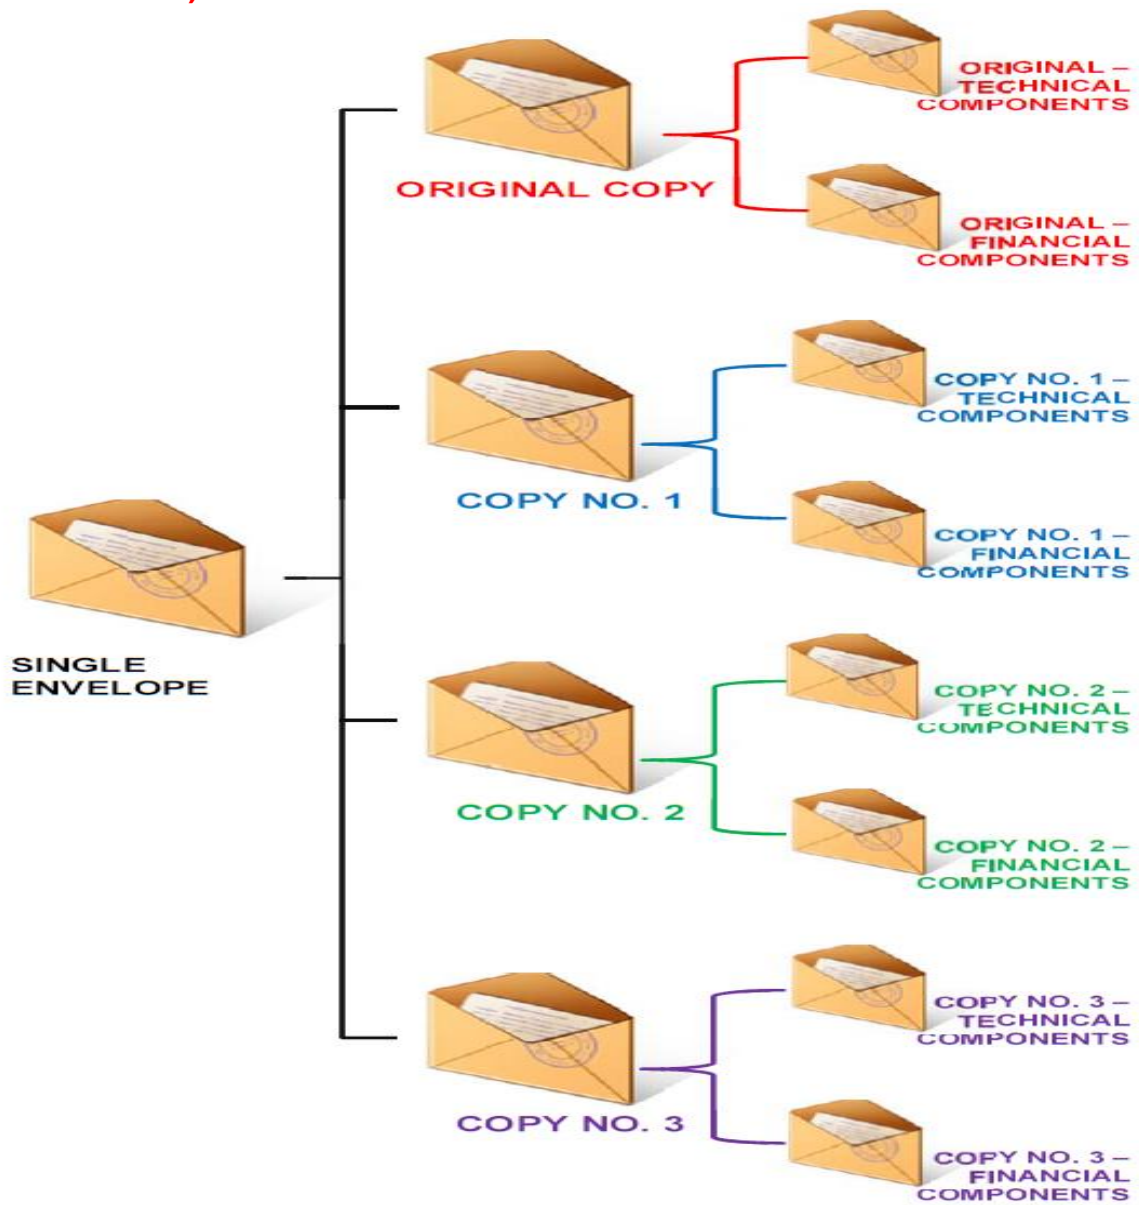 ORIGINAL –
TECHNICAL
COMPONENTS
ORIGINAL COPY
ORIGINAL –
FINANCIAL
COMPONENTS
COPY NO. 1 –
TECHNICAL
COMPONENTS
COPY NO. 1
COPY NO. 1 –
FINANCIAL
COMPONENTS
SINGLE
ENVELOPE
COPY NO. 2 –
TECHNICAL
COMPONENTS
COPY NO. 2
COPY NO. 2 –
FINANCIAL
COMPONENTS
COPY NO. 3 –
TECHNICAL
COMPONENTS
COPY NO. 3
COPY NO. 3 –
FINANCIAL
COMPONENTS